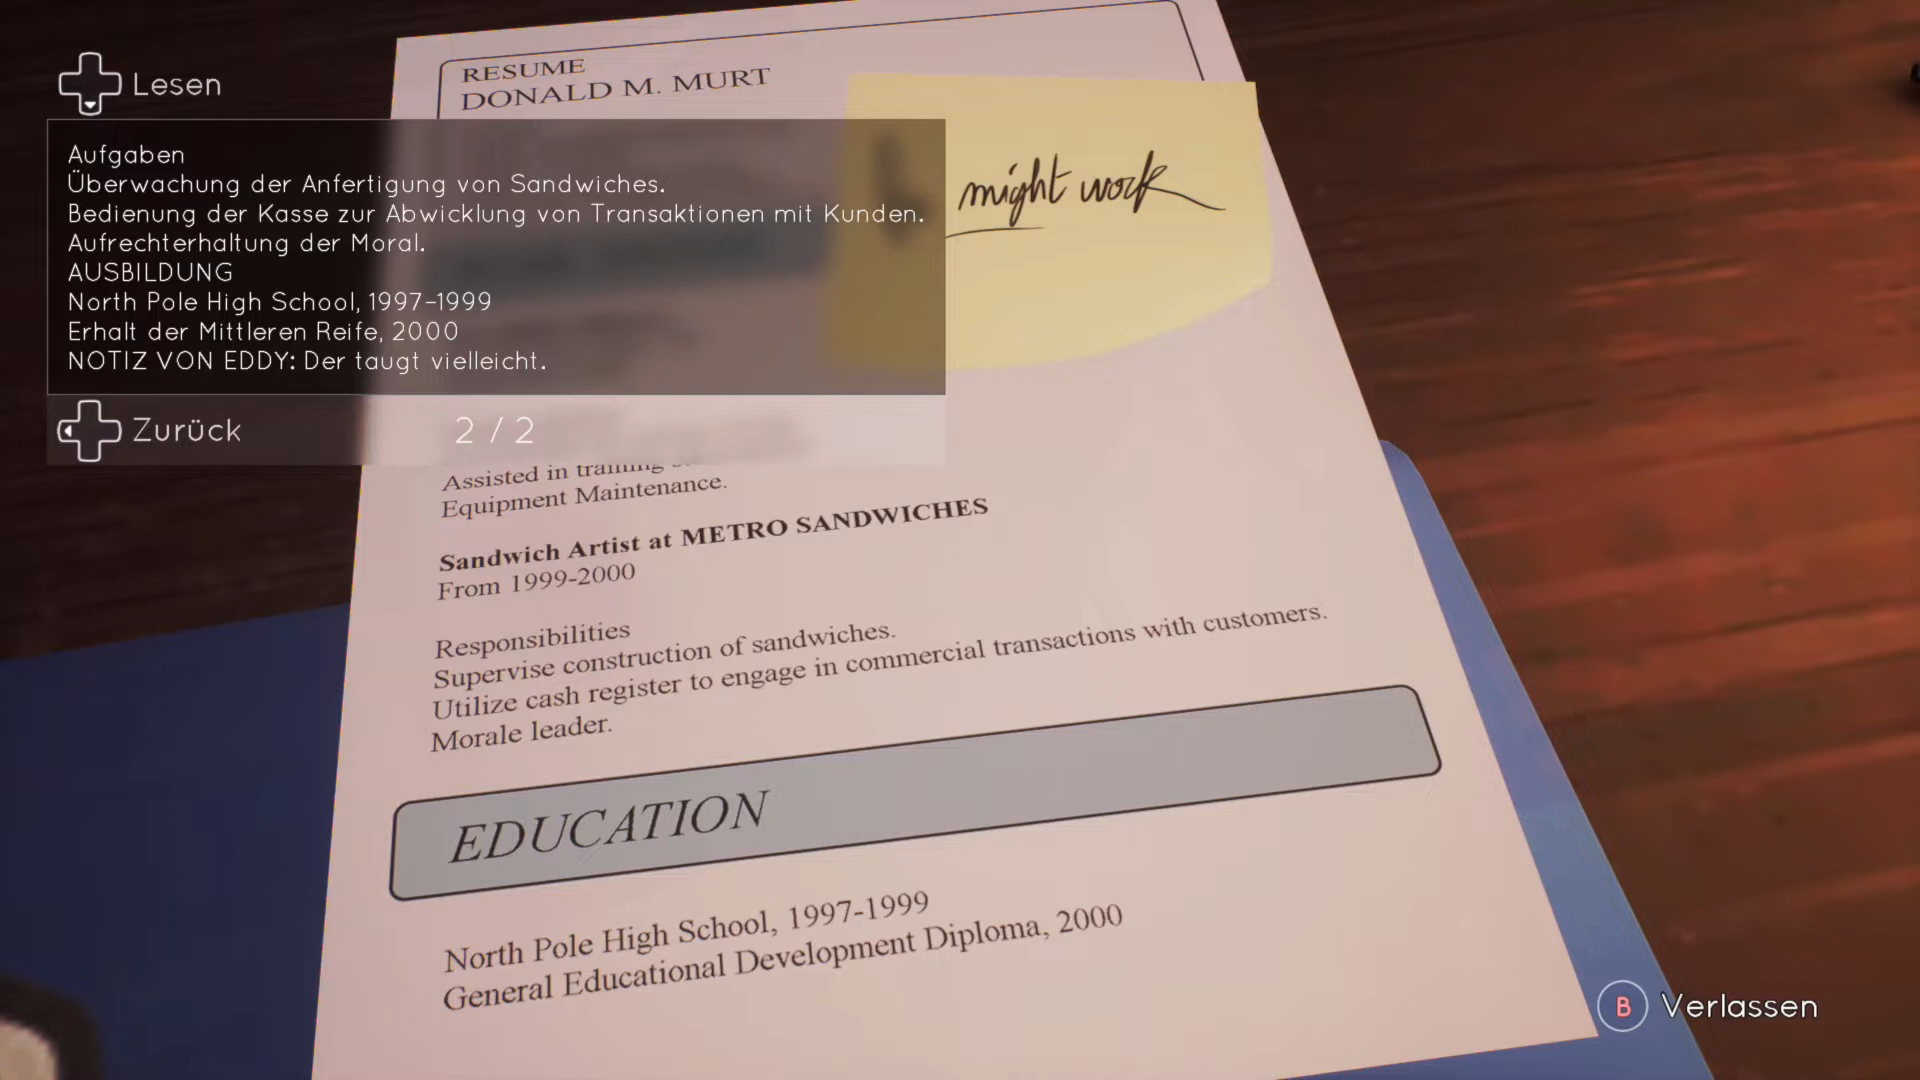 Lesen
Aufgaben
Überwachung der Anfertigung von Sandwiches.
Bedienung der Kasse zur Abwicklung von Transaktionen mit Kunden.
Aufrechterhaltung der Moral.
AUSBILDUNG
North Pole High School, 1997–1999
Erhalt der Mittleren Reife, 2000
NOTIZ VON EDDY: Der taugt vielleicht.
Zurück
2 / 2
RESUME
DONALD M. MURT
might work
Assisted in training
Equipment Maintenance.
Sandwich Artist at METRO SANDWICHES
From 1999-2000
Responsibilities
Supervise construction of sandwiches.
Utilize cash register to engage in commercial transactions with customers.
Morale leader.
EDUCATION
North Pole High School, 1997-1999
General Educational Development Diploma, 2000
B Verlassen